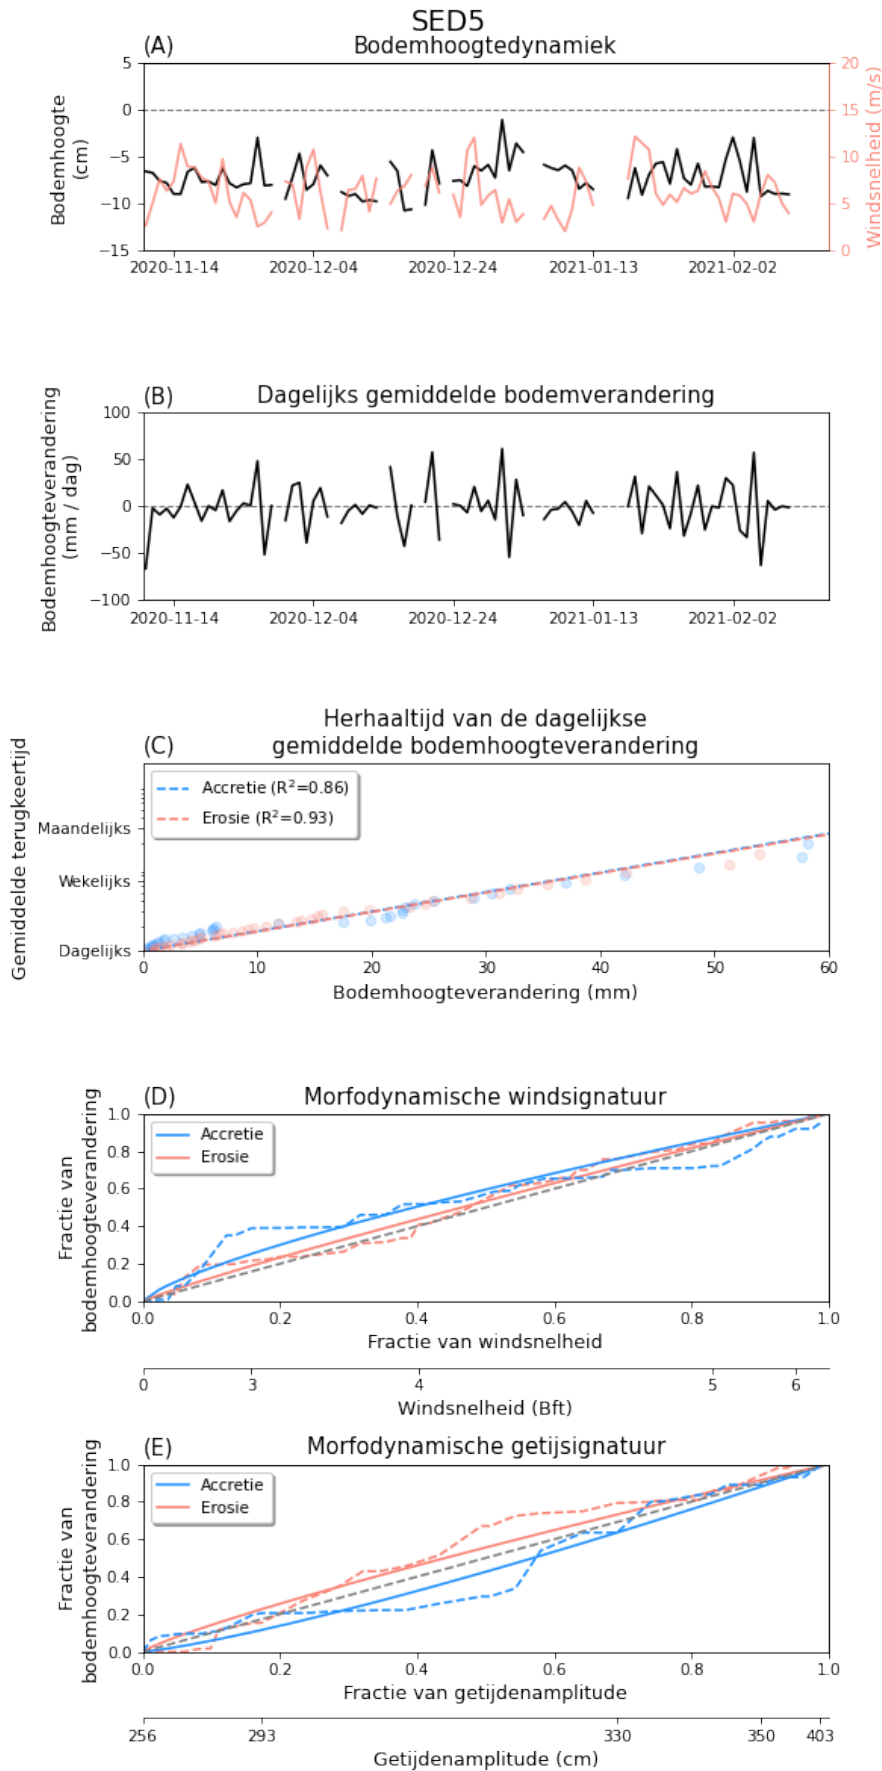 SED5
(A) Bodemhoogtedynamiek
Bodemhoogte
(cm)
5
0
−5
−10
−15
20
15
10
5
0
Windsnelheid (m/s)
2020-11-14 2020-12-04 2020-12-24 2021-01-13 2021-02-02
(B) Dagelijks gemiddelde bodemverandering
Bodemhoogteverandering
(mm / dag)
100
50
0
−50
−100
2020-11-14 2020-12-04 2020-12-24 2021-01-13 2021-02-02
Herhaaltijd van de dagelijkse
(C) gemiddelde bodemhoogteverandering
Gemiddelde terugkeertijd
Accretie (R²=0.86)
Erosie (R²=0.93)
Maandelijks
Wekelijks
Dagelijks
0 10 20 30 40 50 60
Bodemhoogteverandering (mm)
(D) Morfodynamische windsignatuur
Fractie van
bodemhoogteverandering
Accretie
Erosie
1.0
0.8
0.6
0.4
0.2
0.0
0.0 0.2 0.4 0.6 0.8 1.0
Fractie van windsnelheid
0 3 4 5 6
Windsnelheid (Bft)
(E) Morfodynamische getijsignatuur
Fractie van
bodemhoogteverandering
Accretie
Erosie
1.0
0.8
0.6
0.4
0.2
0.0
0.0 0.2 0.4 0.6 0.8 1.0
Fractie van getijdenamplitude
256 293 330 350 403
Getijdenamplitude (cm)